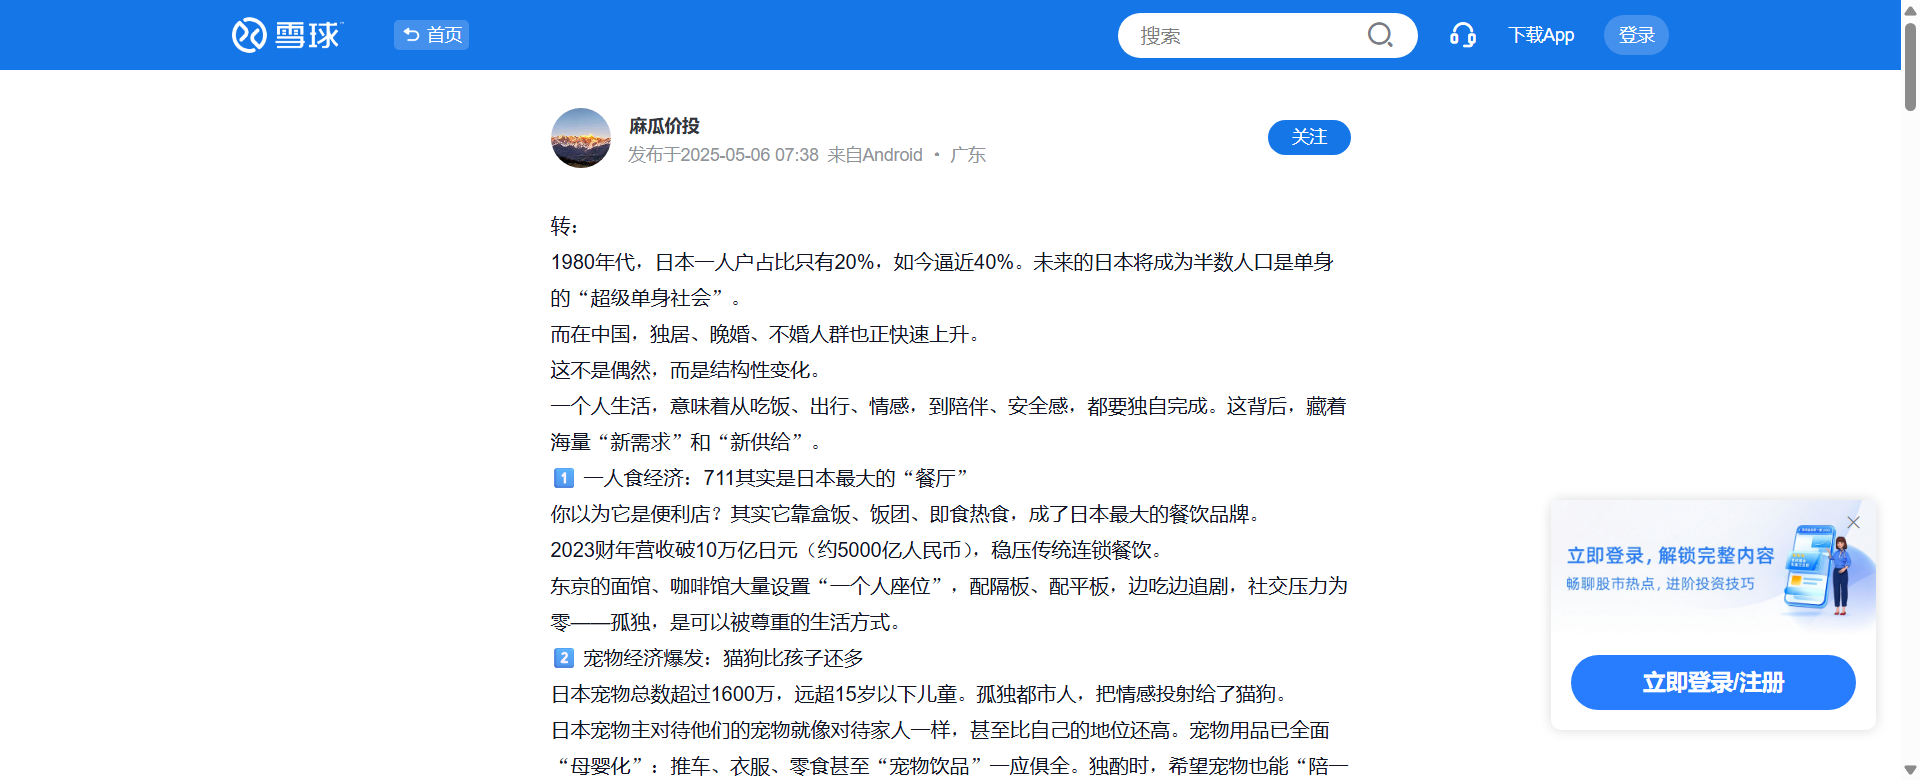 雪球
首页
搜索
下载App
登录
麻瓜价投
发布于2025-05-06 07:38 来自Android · 广东
关注
转：
1980年代，日本一人户占比只有20%，如今逼近40%。未来的日本将成为半数人口是单身
的“超级单身社会”。
而在中国，独居、晚婚、不婚人群也正快速上升。
这不是偶然，而是结构性变化。
一个人生活，意味着从吃饭、出行、情感，到陪伴、安全感，都要独自完成。这背后，藏着
海量“新需求”和“新供给”。
1 一人食经济：711其实是日本最大的“餐厅”
你以为它是便利店？其实它靠盒饭、饭团、即食热食，成了日本最大的餐饮品牌。
2023财年营收破10万亿日元（约5000亿人民币），稳压传统连锁餐饮。
东京的面馆、咖啡馆大量设置“一个人座位”，配隔板、配平板，边吃边追剧，社交压力为
零——孤独，是可以被尊重的生活方式。
2 宠物经济爆发：猫狗比孩子还多
日本宠物总数超过1600万，远超15岁以下儿童。孤独都市人，把情感投射给了猫狗。
日本宠物主对待他们的宠物就像对待家人一样，甚至比自己的地位还高。宠物用品已全面
“母婴化”：推车、衣服、零食甚至“宠物饮品”一应俱全。独酌时，希望宠物也能“陪一
立即登录，解锁完整内容
畅聊股市热点，进阶投资技巧
立即登录/注册